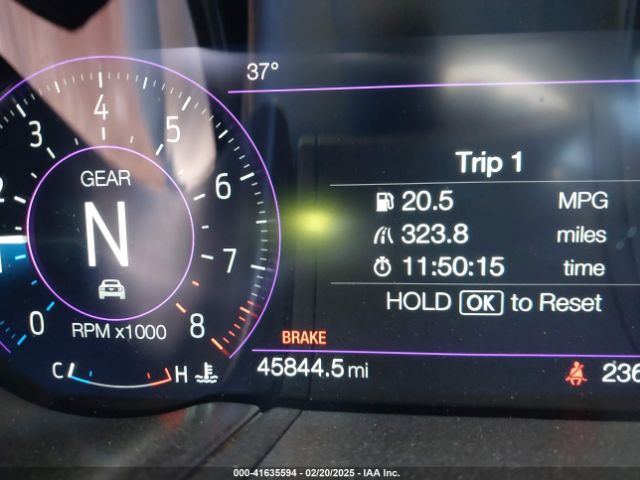 37°
4
3
5
2
6
1
7
0
8
GEAR
N
RPM x1000
C H
Trip 1
20.5 MPG
323.8 miles
11:50:15 time
HOLD OK to Reset
BRAKE
45844.5 mi
236
000-41635594 - 02/20/2025 - IAA Inc.